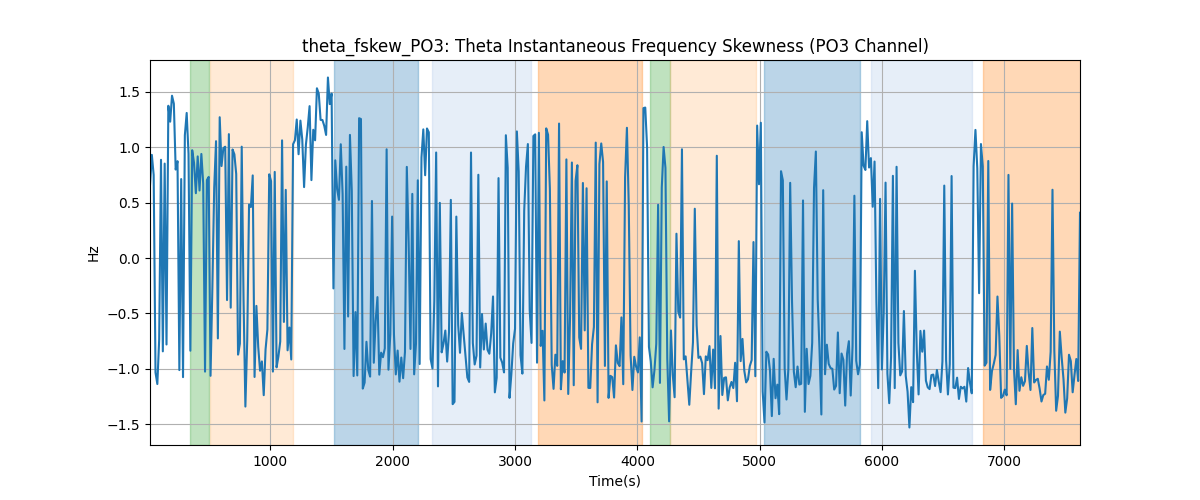 theta_fskew_PO3: Theta Instantaneous Frequency Skewness (PO3 Channel)
1.5
1.0
0.5
0.0
−0.5
−1.0
−1.5
Hz
1000 2000 3000 4000 5000 6000 7000
Time(s)